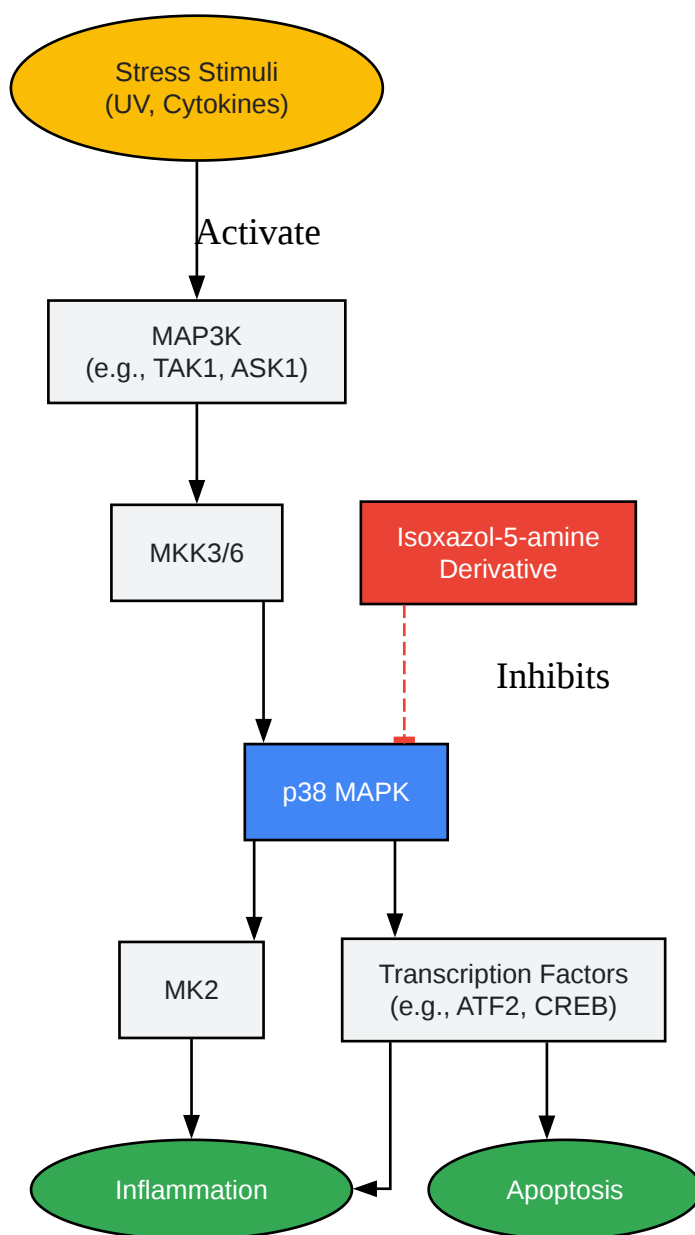 Stress Stimuli
(UV, Cytokines)
Activate
MAP3K
(e.g., TAK1, ASK1)
MKK3/6
Isoxazol-5-amine
Derivative
Inhibits
p38 MAPK
MK2
Transcription Factors
(e.g., ATF2, CREB)
Inflammation
Apoptosis